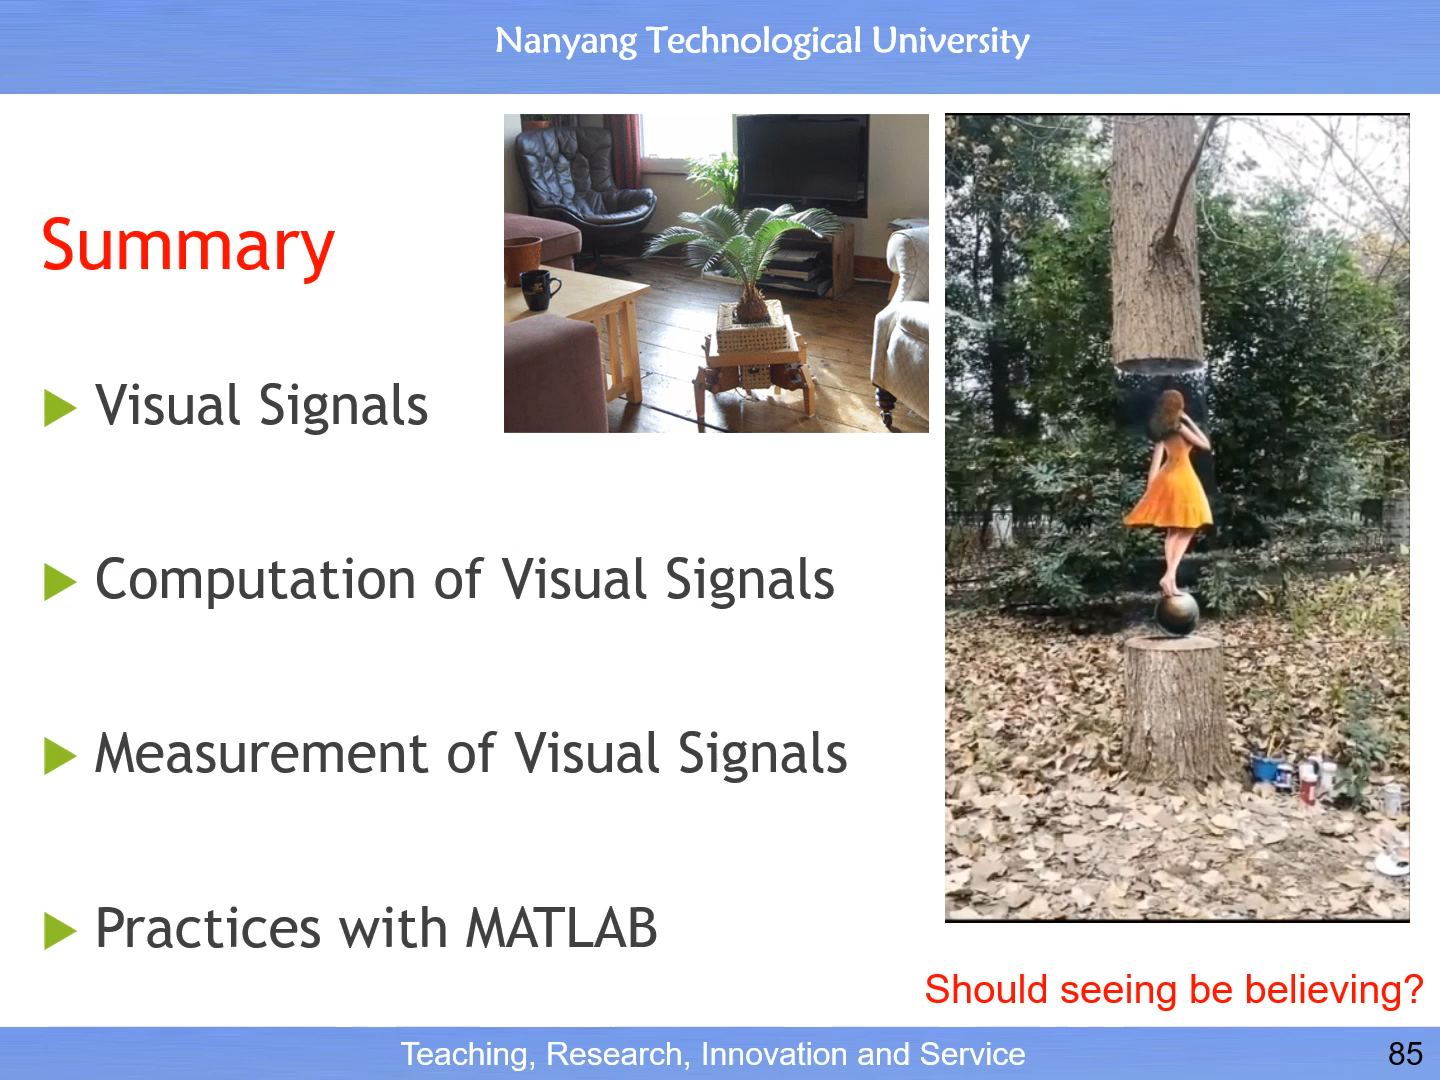 Nanyang Technological University
Summary
Visual Signals
Computation of Visual Signals
Measurement of Visual Signals
Practices with MATLAB
Should seeing be believing?
Teaching, Research, Innovation and Service
85